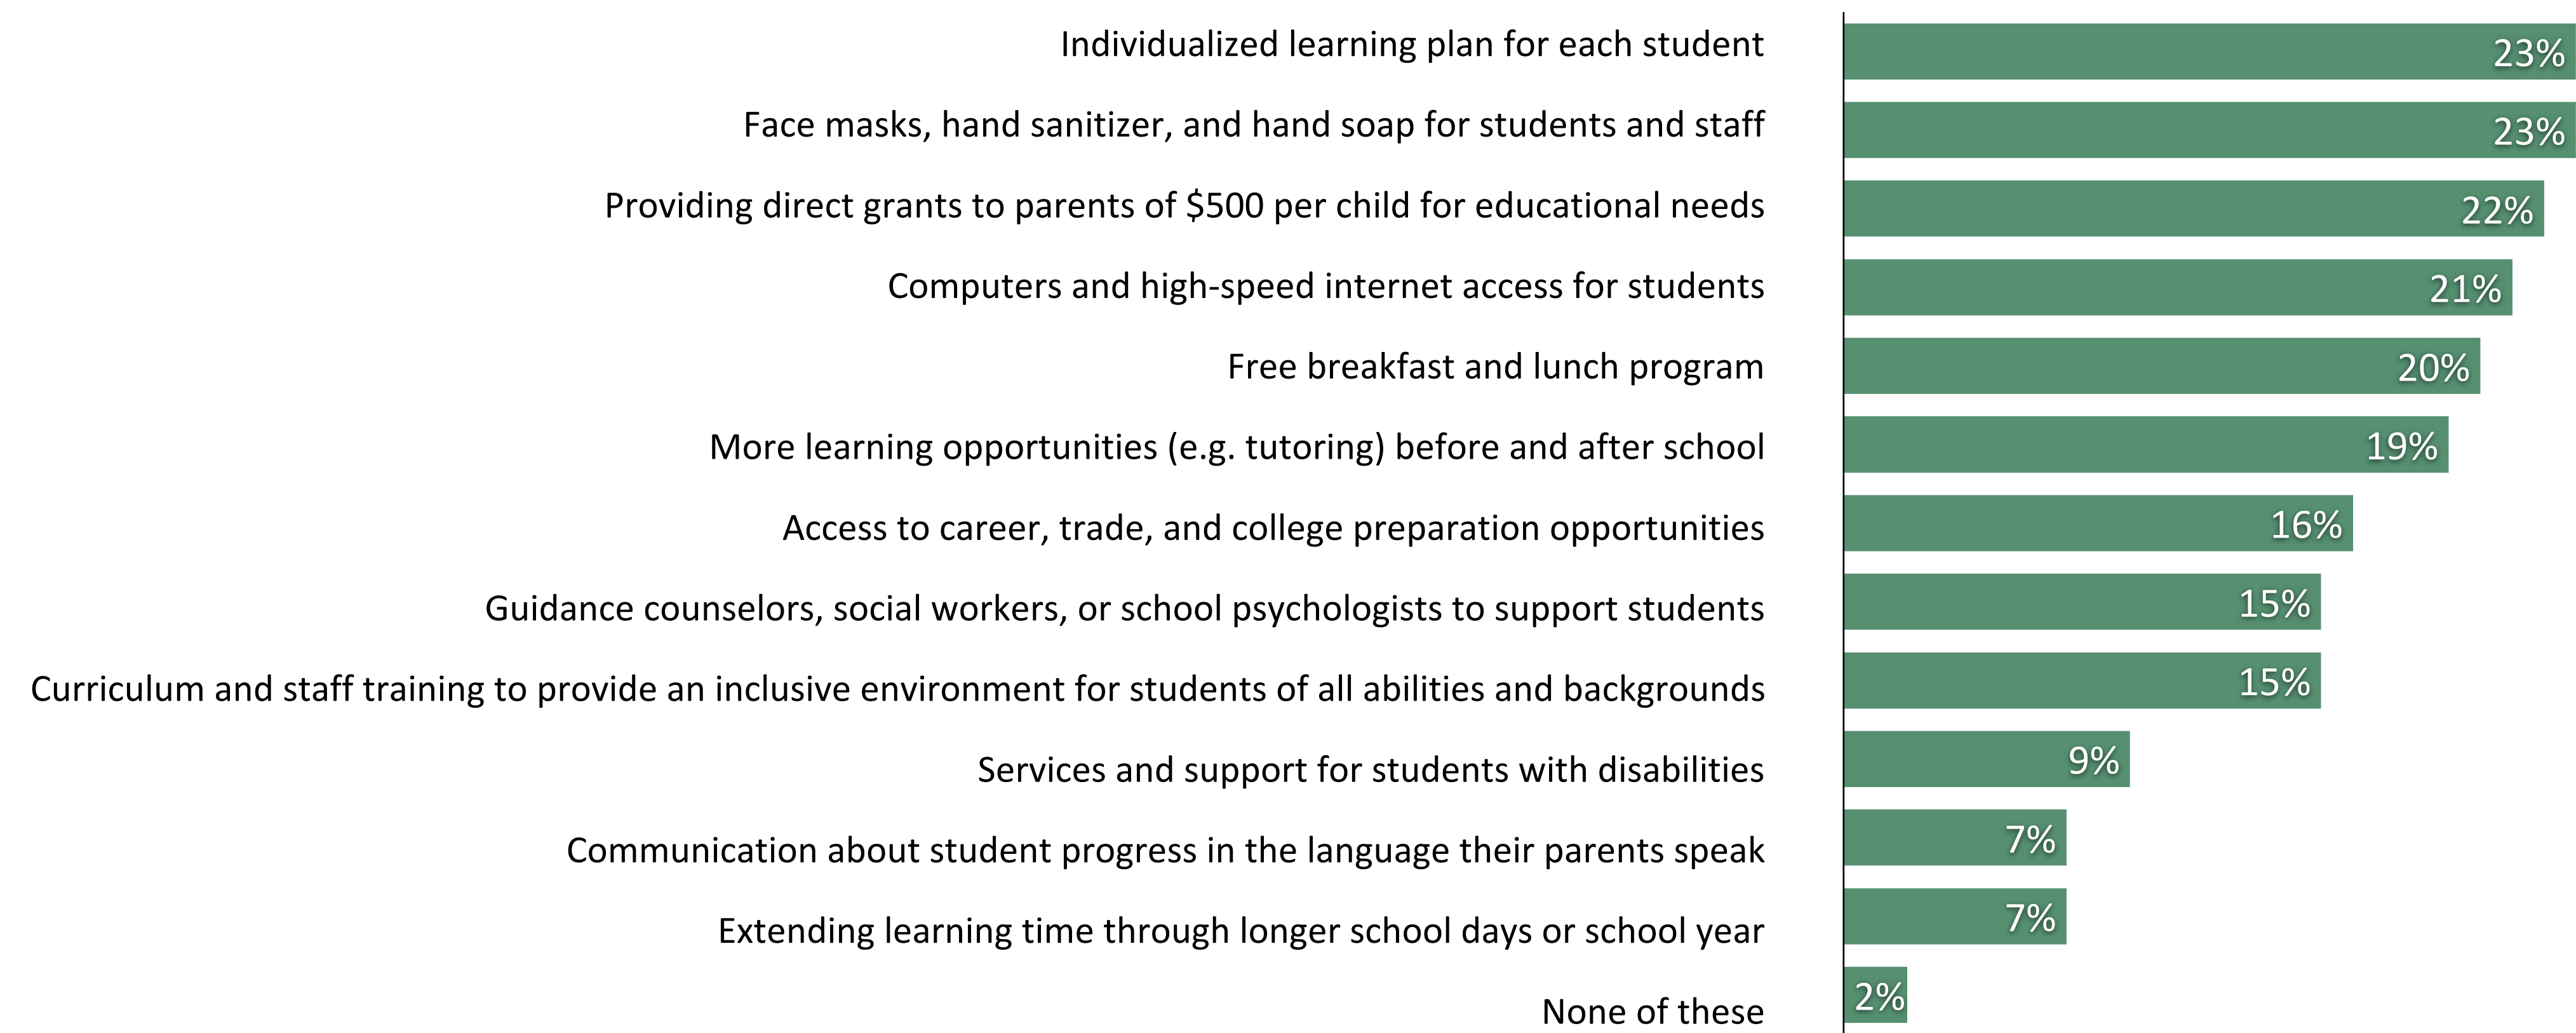 Individualized learning plan for each student 23%
Face masks, hand sanitizer, and hand soap for students and staff 23%
Providing direct grants to parents of $500 per child for educational needs 22%
Computers and high-speed internet access for students 21%
Free breakfast and lunch program 20%
More learning opportunities (e.g. tutoring) before and after school 19%
Access to career, trade, and college preparation opportunities 16%
Guidance counselors, social workers, or school psychologists to support students 15%
Curriculum and staff training to provide an inclusive environment for students of all abilities and backgrounds 15%
Services and support for students with disabilities 9%
Communication about student progress in the language their parents speak 7%
Extending learning time through longer school days or school year 7%
None of these 2%